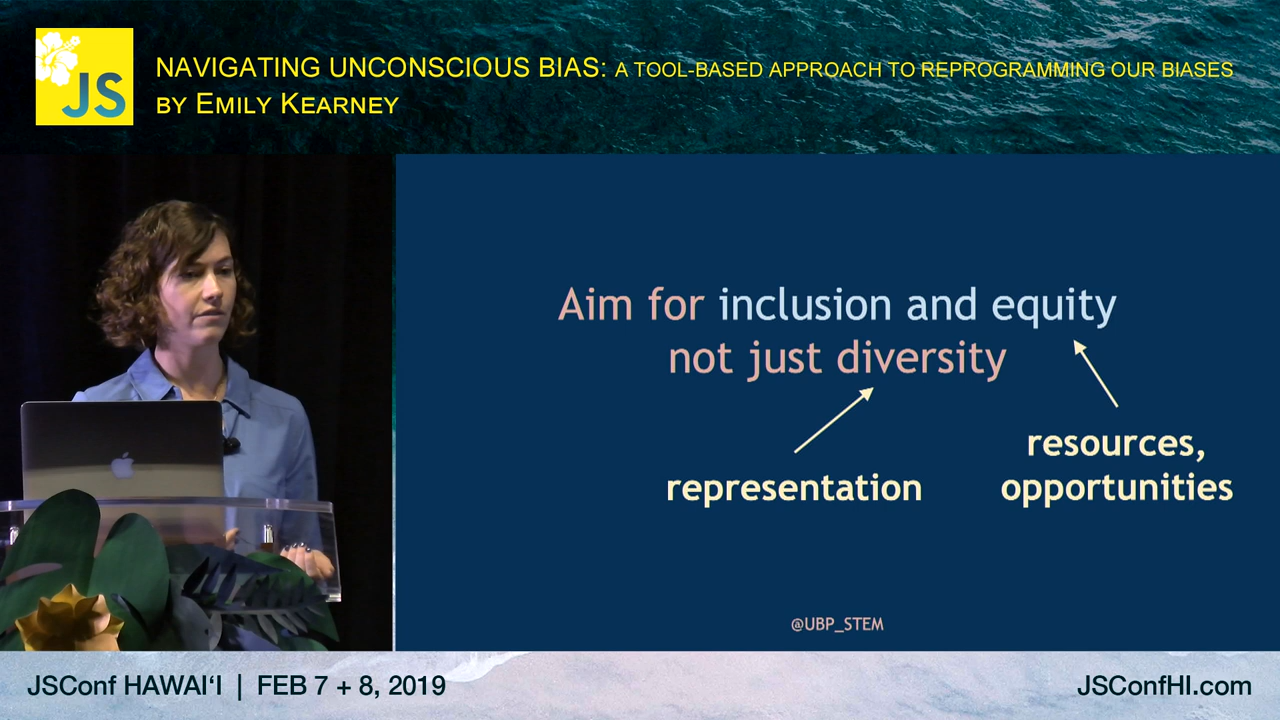 JS
NAVIGATING UNCONSCIOUS BIAS: A TOOL-BASED APPROACH TO REPROGRAMMING OUR BIASES
BY EMILY KEARNEY
Aim for inclusion and equity
not just diversity
resources,
representation
opportunities
@UBP_STEM
JSConf HAWAI‘I | FEB 7 + 8, 2019
JSConfHI.com